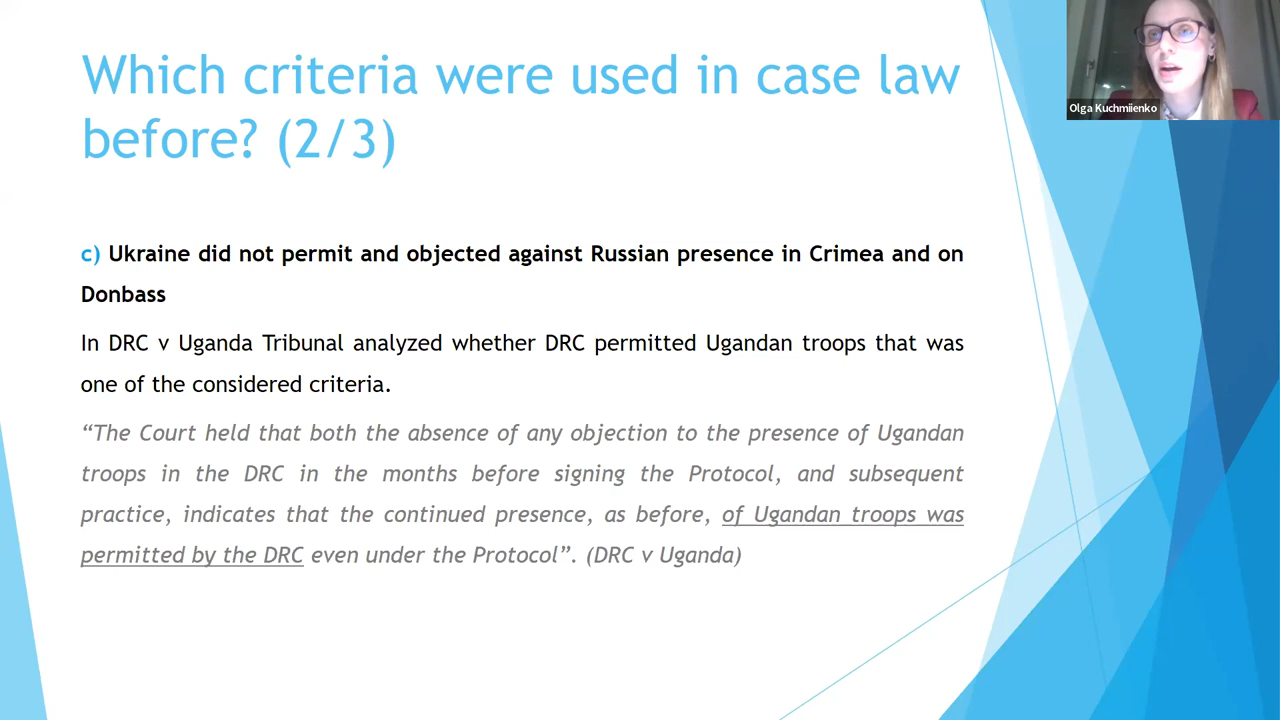 Which criteria were used in case law
before? (2/3)
Olga Kuchmiienko
c) Ukraine did not permit and objected against Russian presence in Crimea and on
Donbass
In DRC v Uganda Tribunal analyzed whether DRC permitted Ugandan troops that was
one of the considered criteria.
“The Court held that both the absence of any objection to the presence of Ugandan
troops in the DRC in the months before signing the Protocol, and subsequent
practice, indicates that the continued presence, as before, of Ugandan troops was
permitted by the DRC even under the Protocol”. (DRC v Uganda)